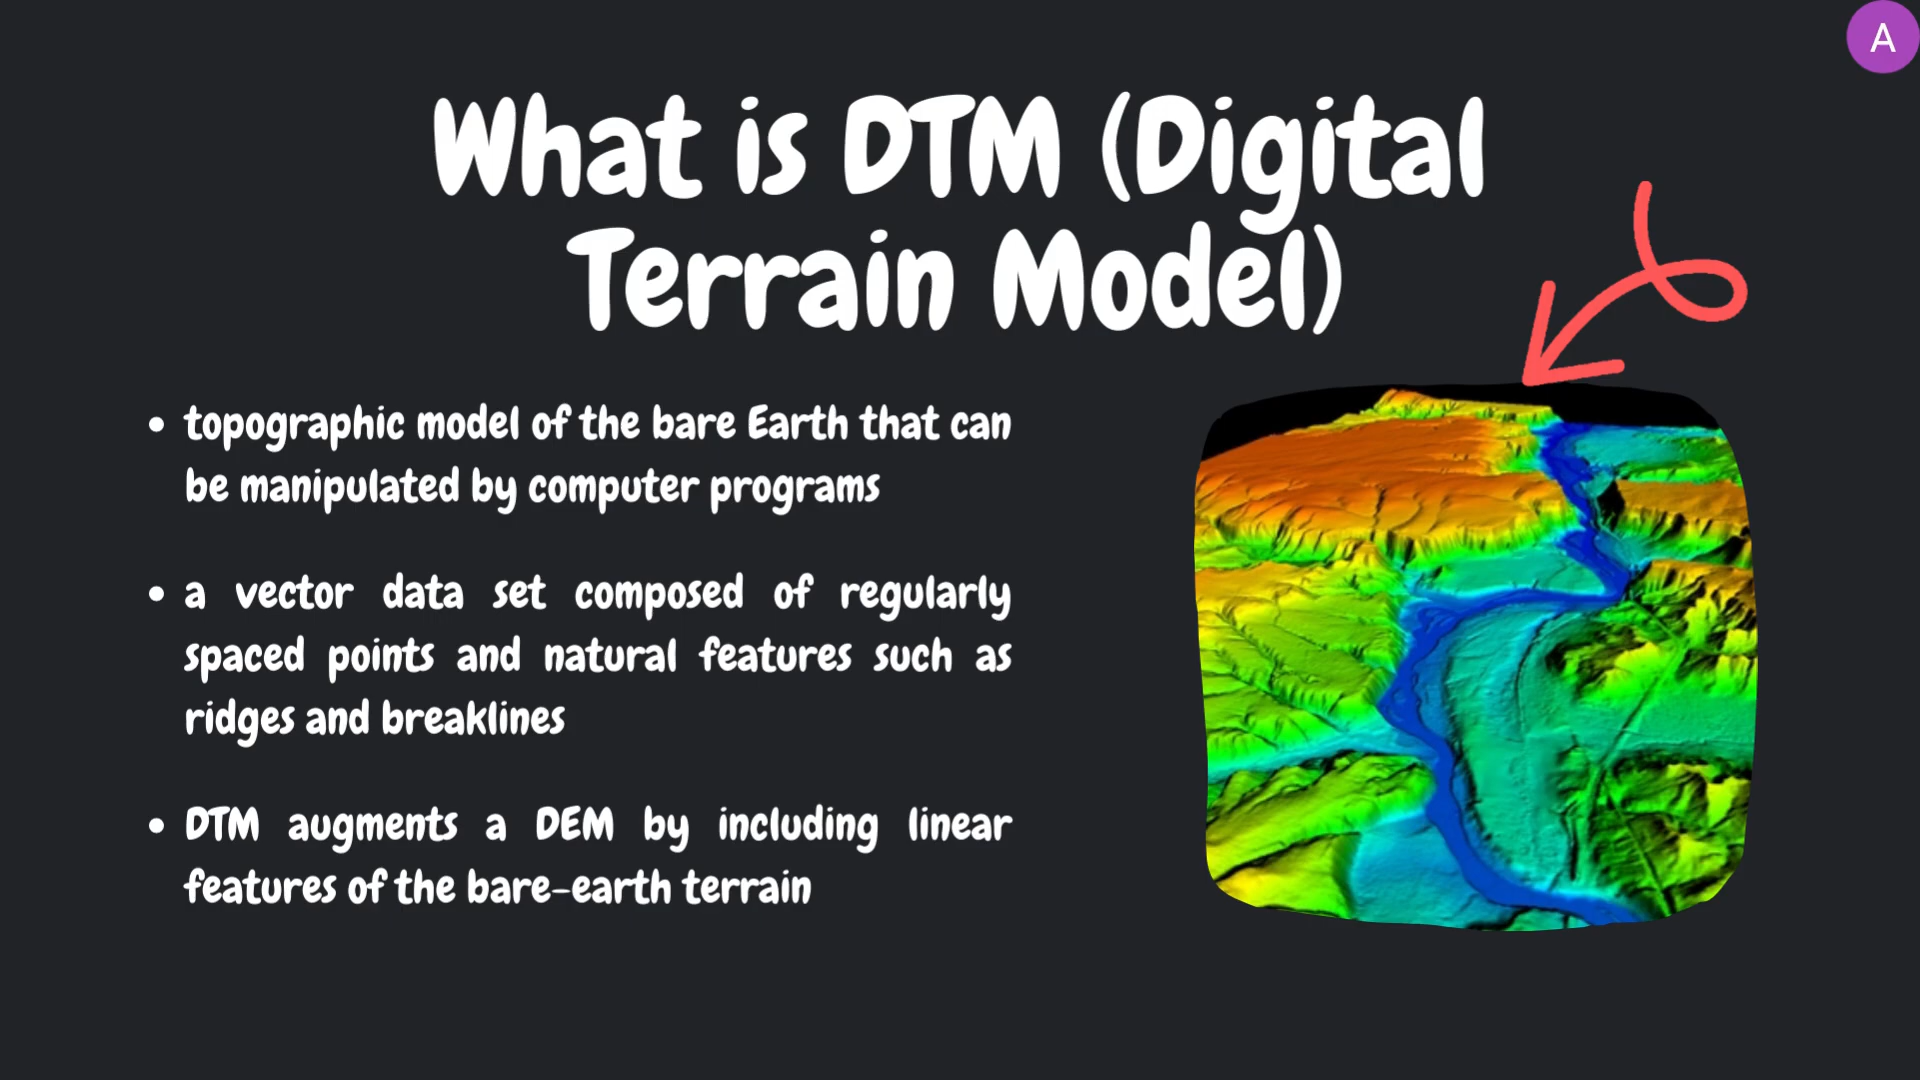 A
What is DTM (Digital
Terrain Model)
• topographic model of the bare Earth that can
be manipulated by computer programs
• a vector data set composed of regularly
spaced points and natural features such as
ridges and breaklines
• DTM augments a DEM by including linear
features of the bare-earth terrain